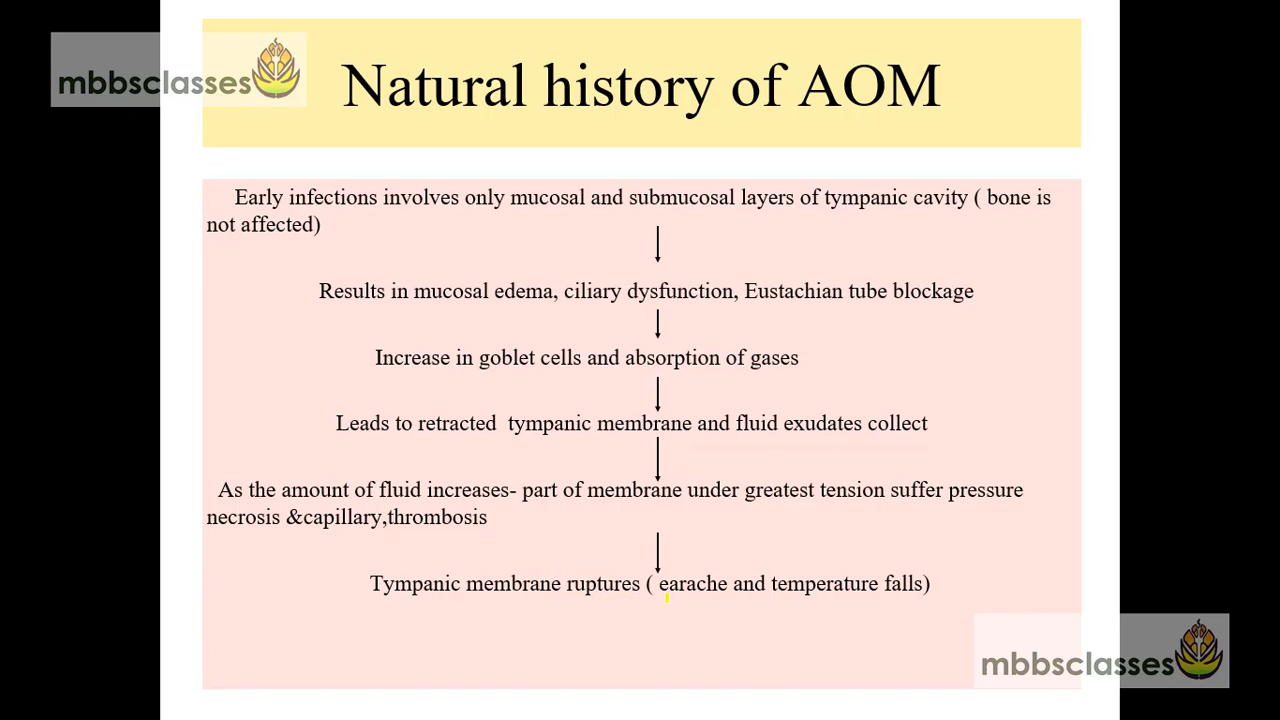 mbbsclasses
Natural history of AOM
Early infections involves only mucosal and submucosal layers of tympanic cavity ( bone is
not affected)
Results in mucosal edema, ciliary dysfunction, Eustachian tube blockage
Increase in goblet cells and absorption of gases
Leads to retracted tympanic membrane and fluid exudates collect
As the amount of fluid increases- part of membrane under greatest tension suffer pressure
necrosis &capillary,thrombosis
Tympanic membrane ruptures ( earache and temperature falls)
mbbsclasses